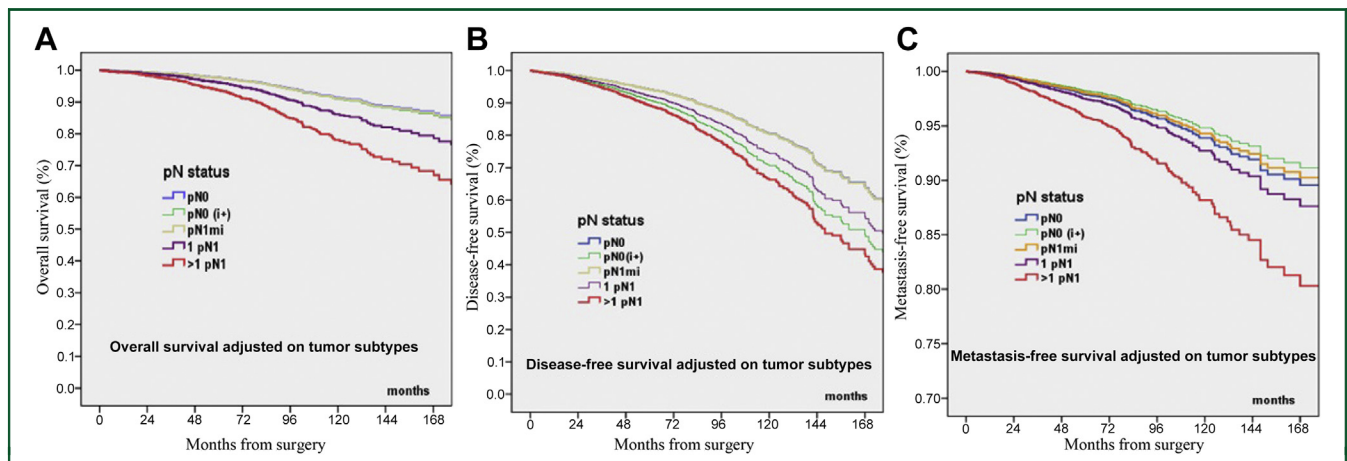 A
Overall survival (%)
1.0
0.9
0.8
0.7
0.6
0.5
0.4
0.3
0.2
0.1
0.0
pN status
pN0
pN0 (i+)
pN1mi
1 pN1
>1 pN1
Overall survival adjusted on tumor subtypes
months
0 24 48 72 96 120 144 168
Months from surgery
B
Disease-free survival (%)
1.0
0.9
0.8
0.7
0.6
0.5
0.4
0.3
0.2
0.1
0.0
pN status
pN0
pN0(i+)
pN1mi
1 pN1
>1 pN1
Disease-free survival adjusted on tumor subtypes
months
0 24 48 72 96 120 144 168
Months from surgery
C
Metastasis-free survival (%)
1.00
0.95
0.90
0.85
0.80
0.75
0.70
pN status
pN0
pN0 (i+)
pN1mi
1 pN1
>1 pN1
Metastasis-free survival adjusted on tumor subtypes
months
0 24 48 72 96 120 144 168
Months from surgery